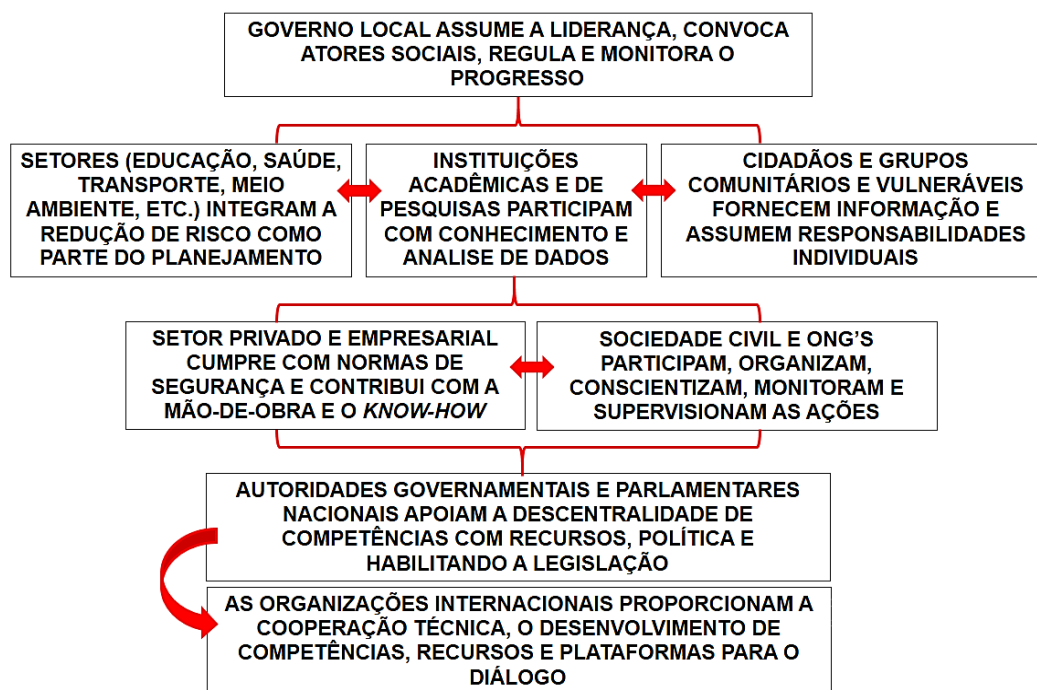 GOVERNO LOCAL ASSUME A LIDERANÇA, CONVOCA
ATORES SOCIAIS, REGULA E MONITORA O
PROGRESSO
SETORES (EDUCAÇÃO, SAÚDE,
TRANSPORTE, MEIO
AMBIENTE, ETC.) INTEGRAM A
REDUÇÃO DE RISCO COMO
PARTE DO PLANEJAMENTO
INSTITUIÇÕES
ACADÊMICAS E DE
PESQUISAS PARTICIPAM
COM CONHECIMENTO E
ANALISE DE DADOS
CIDADÃOS E GRUPOS
COMUNITÁRIOS E VULNERÁVEIS
FORNECEM INFORMAÇÃO E
ASSUMEM RESPONSABILIDADES
INDIVIDUAIS
SETOR PRIVADO E EMPRESARIAL
CUMPRE COM NORMAS DE
SEGURANÇA E CONTRIBUI COM A
MÃO-DE-OBRA E O KNOW-HOW
SOCIEDADE CIVIL E ONG’S
PARTICIPAM, ORGANIZAM,
CONSCIENTIZAM, MONITORAM E
SUPERVISIONAM AS AÇÕES
AUTORIDADES GOVERNAMENTAIS E PARLAMENTARES
NACIONAIS APOIAM A DESCENTRALIDADE DE
COMPETÊNCIAS COM RECURSOS, POLÍTICA E
HABILITANDO A LEGISLAÇÃO
AS ORGANIZAÇÕES INTERNACIONAIS PROPORCIONAM A
COOPERAÇÃO TÉCNICA, O DESENVOLVIMENTO DE
COMPETÊNCIAS, RECURSOS E PLATAFORMAS PARA O
DIÁLOGO